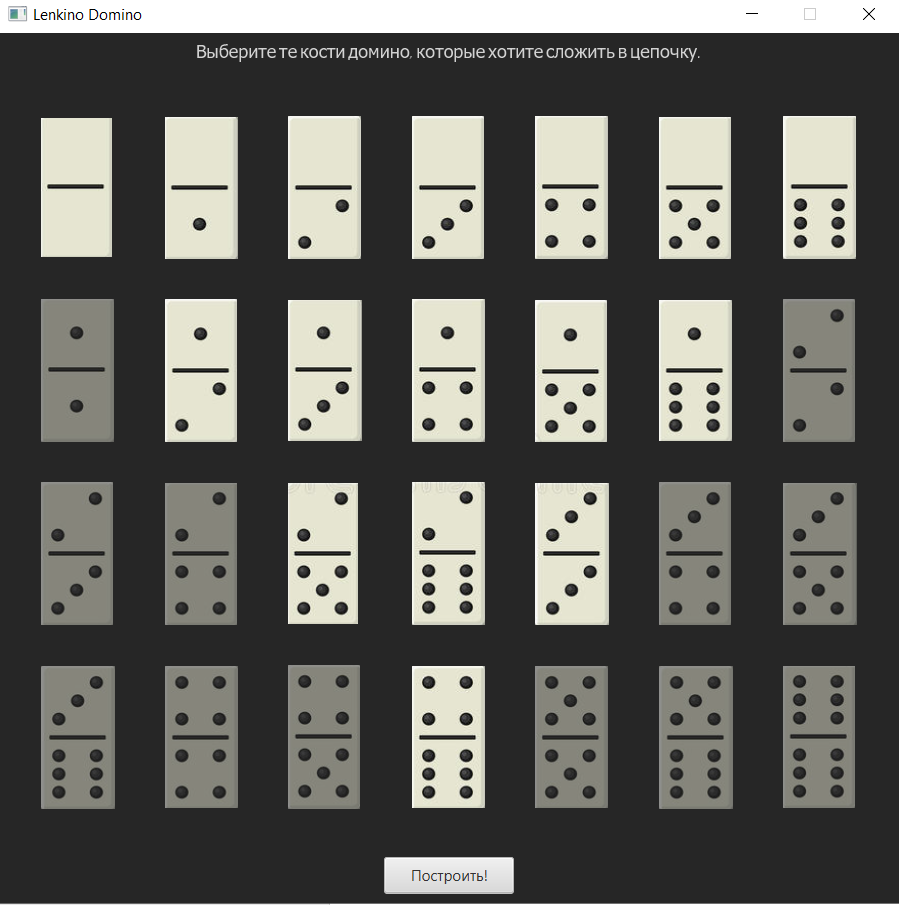 Lenkino Domino
Выберите те кости домино, которые хотите сложить в цепочку.
Построить!